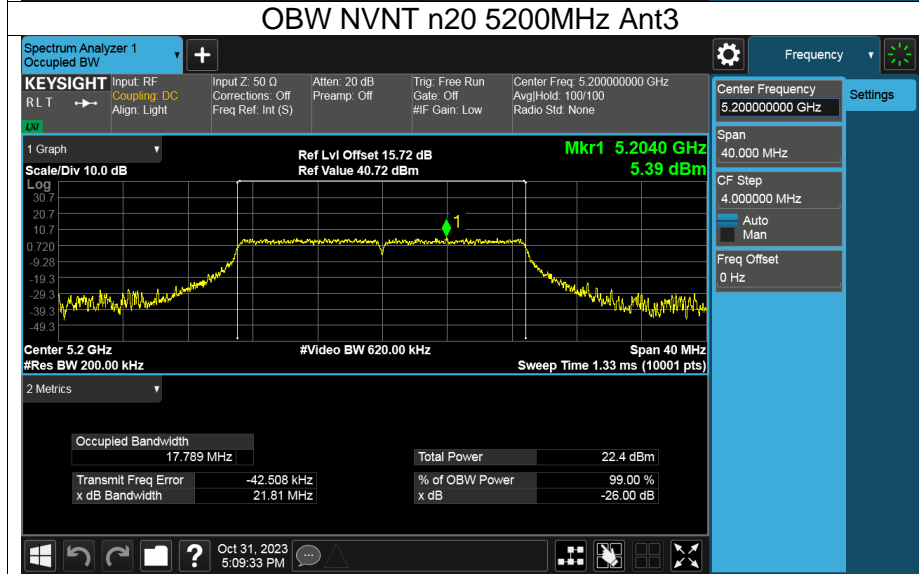 OBW NVNT n20 5200MHz Ant3
Spectrum Analyzer 1
Occupied BW
+
Frequency
KEYSIGHT
R L T
LXI
Input: RF
Coupling: DC
Align: Light
Input Z: 50 Ω
Corrections: Off
Freq Ref: Int (S)
Atten: 20 dB
Preamp: Off
Trig: Free Run
Gate: Off
#IF Gain: Low
Center Freq: 5.200000000 GHz
Avg|Hold: 100/100
Radio Std: None
Center Frequency
5.200000000 GHz
Settings
Span
40.000 MHz
CF Step
4.000000 MHz
Auto
Man
Freq Offset
0 Hz
1 Graph
Scale/Div 10.0 dB
Ref Lvl Offset 15.72 dB
Ref Value 40.72 dBm
Mkr1 5.2040 GHz
5.39 dBm
Log
30.7
20.7
10.7
0.720
-9.28
-19.3
-29.3
-39.3
-49.3
1
Center 5.2 GHz
#Res BW 200.00 kHz
#Video BW 620.00 kHz
Span 40 MHz
Sweep Time 1.33 ms (10001 pts)
2 Metrics
Occupied Bandwidth
17.789 MHz
Total Power 22.4 dBm
Transmit Freq Error -42.508 kHz
% of OBW Power 99.00 %
x dB Bandwidth 21.81 MHz
x dB -26.00 dB
?
Oct 31, 2023
5:09:33 PM